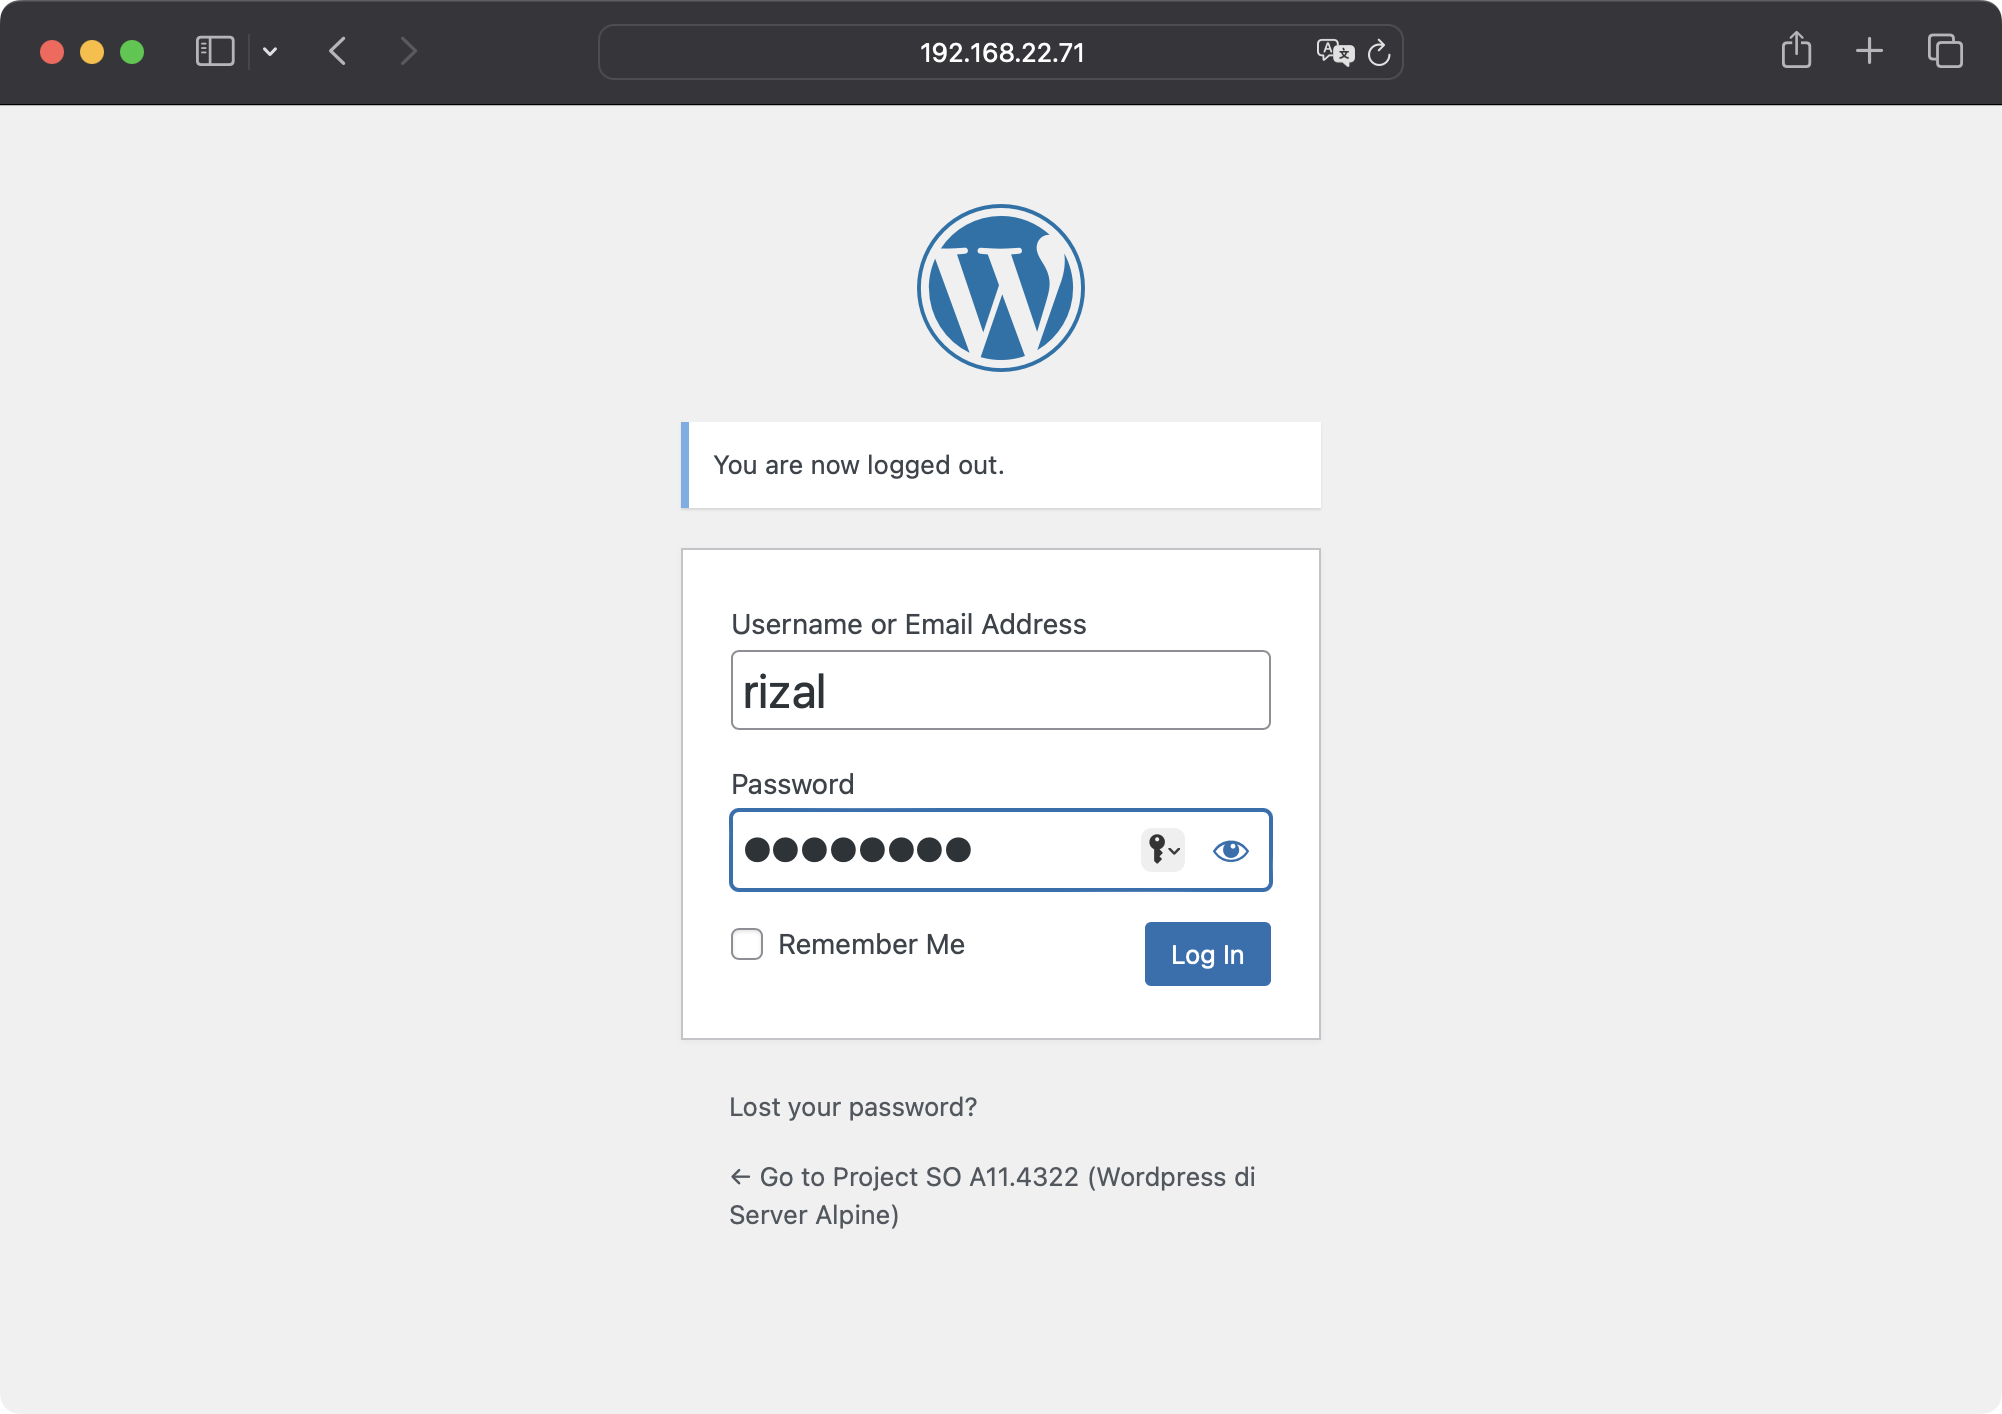 192.168.22.71
You are now logged out.
Username or Email Address
rizal
Password
Remember Me
Log In
Lost your password?
← Go to Project SO A11.4322 (Wordpress di
Server Alpine)